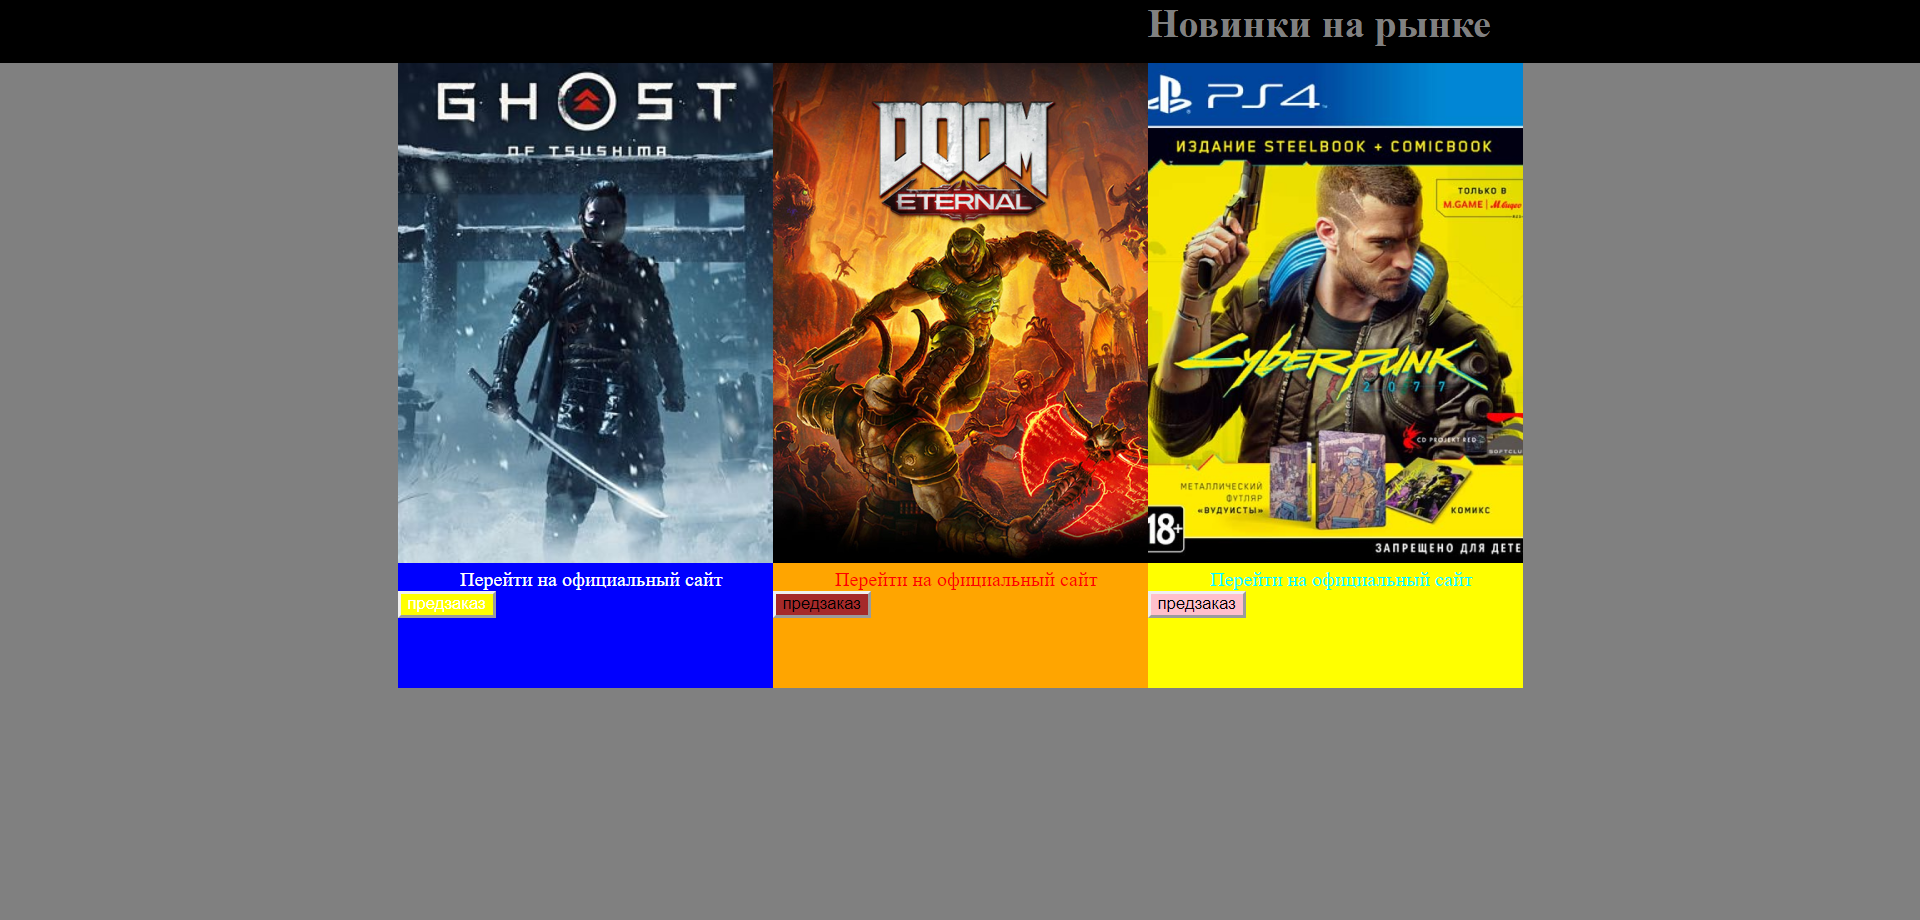 Новинки на рынке
GHOST
OF TSUSHIMA
Перейти на официальный сайт
предзаказ
DOOM
ETERNAL
Перейти на официальный сайт
предзаказ
PS4
ИЗДАНИЕ STEELBOOK + COMICBOOK
ТОЛЬКО В
M.GAME | М.Видео
CYBERPUNK
2077
CD PROJEKT RED
МЕТАЛЛИЧЕСКИЙ
ФУТЛЯР
«ВУДУИСТЫ»
КОМИКС
18+
ЗАПРЕЩЕНО ДЛЯ ДЕТЕ
Перейти на официальный сайт
предзаказ